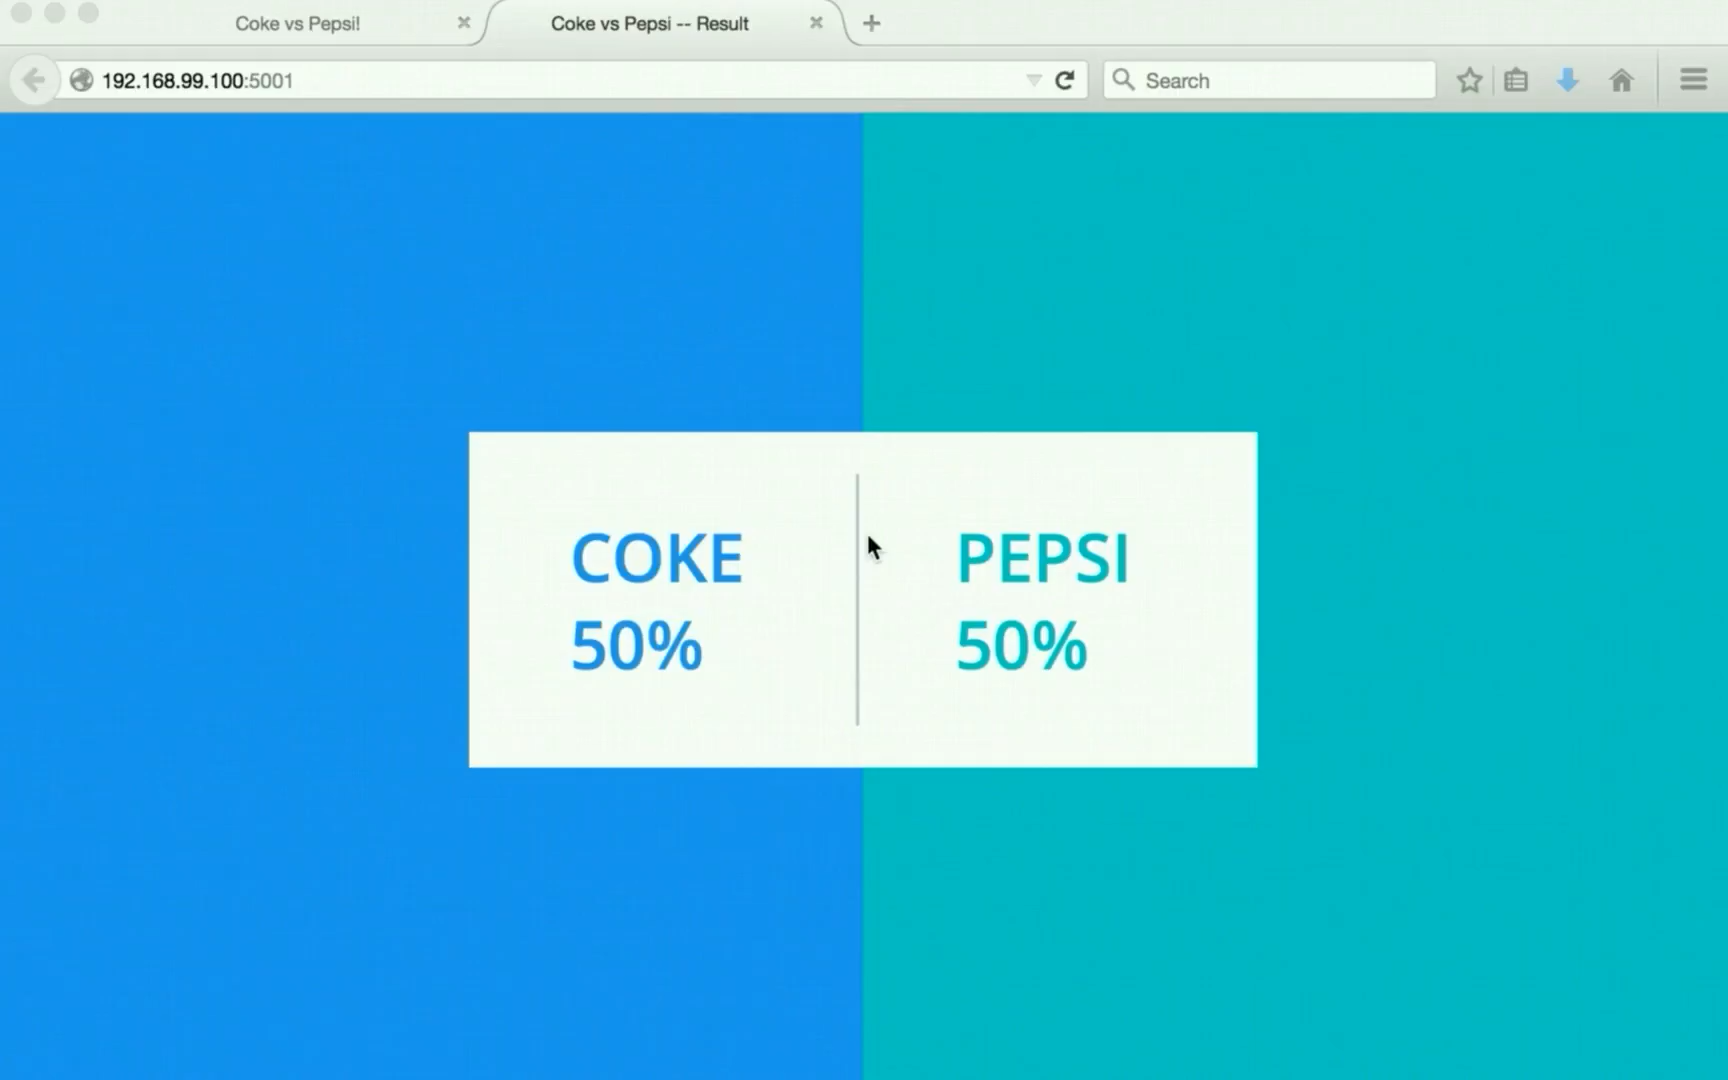 Coke vs Pepsi!
Coke vs Pepsi -- Result
192.168.99.100:5001
Search
COKE
50%
PEPSI
50%